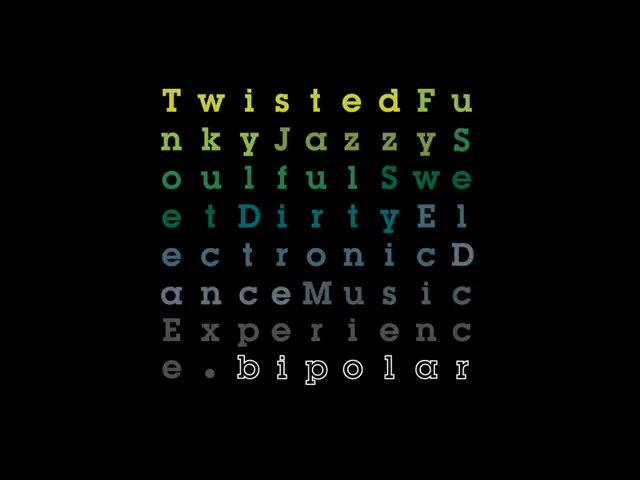 TwistedFu
nkyJazzyS
oulfulSwe
etDirtyEl
ectronicD
anceMusic
Experienc
e.bipolar